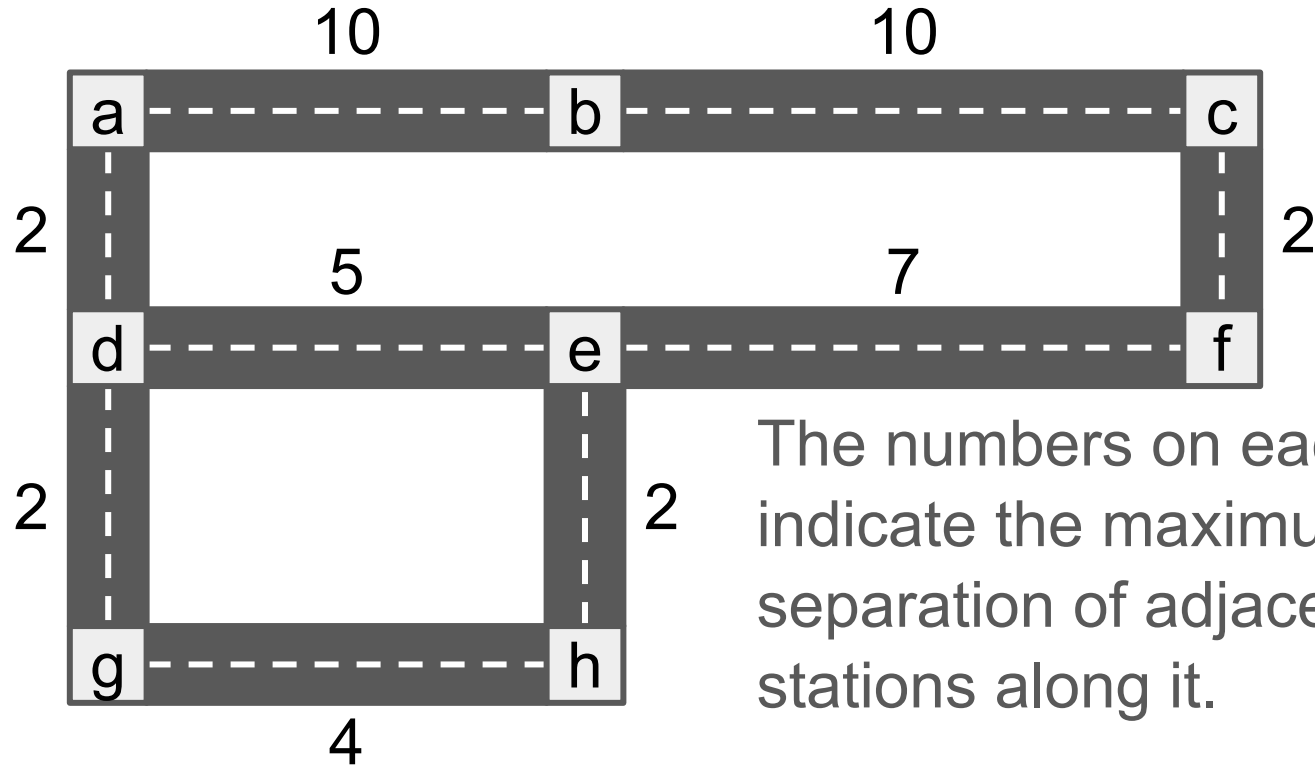 10 10
a b c
2 2
5 7
d e f
The numbers on
indicate the
2 2
separation of
stations along it.
g h
4